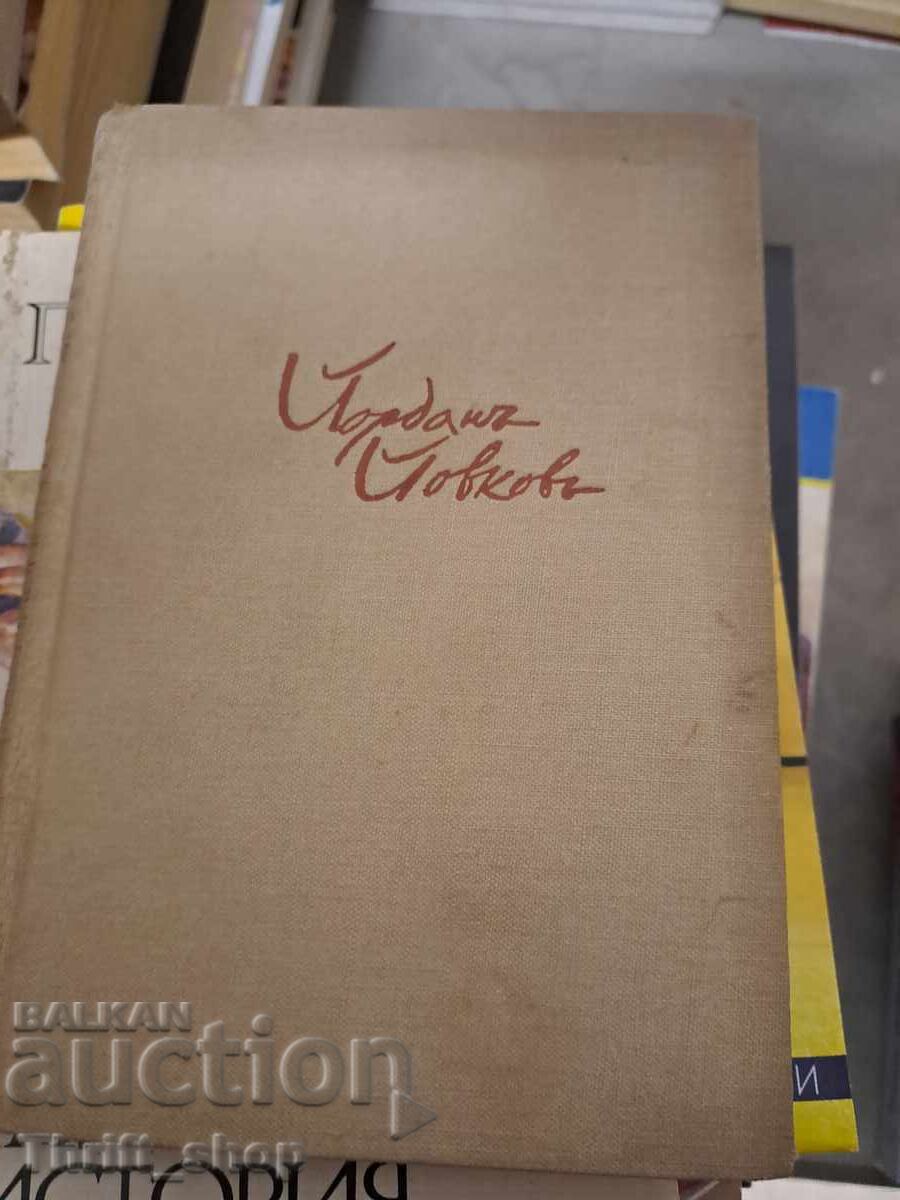 Йорданъ
Йовковъ
И
BALKAN
auction
Thrift_shop
ИСТОРИЯ